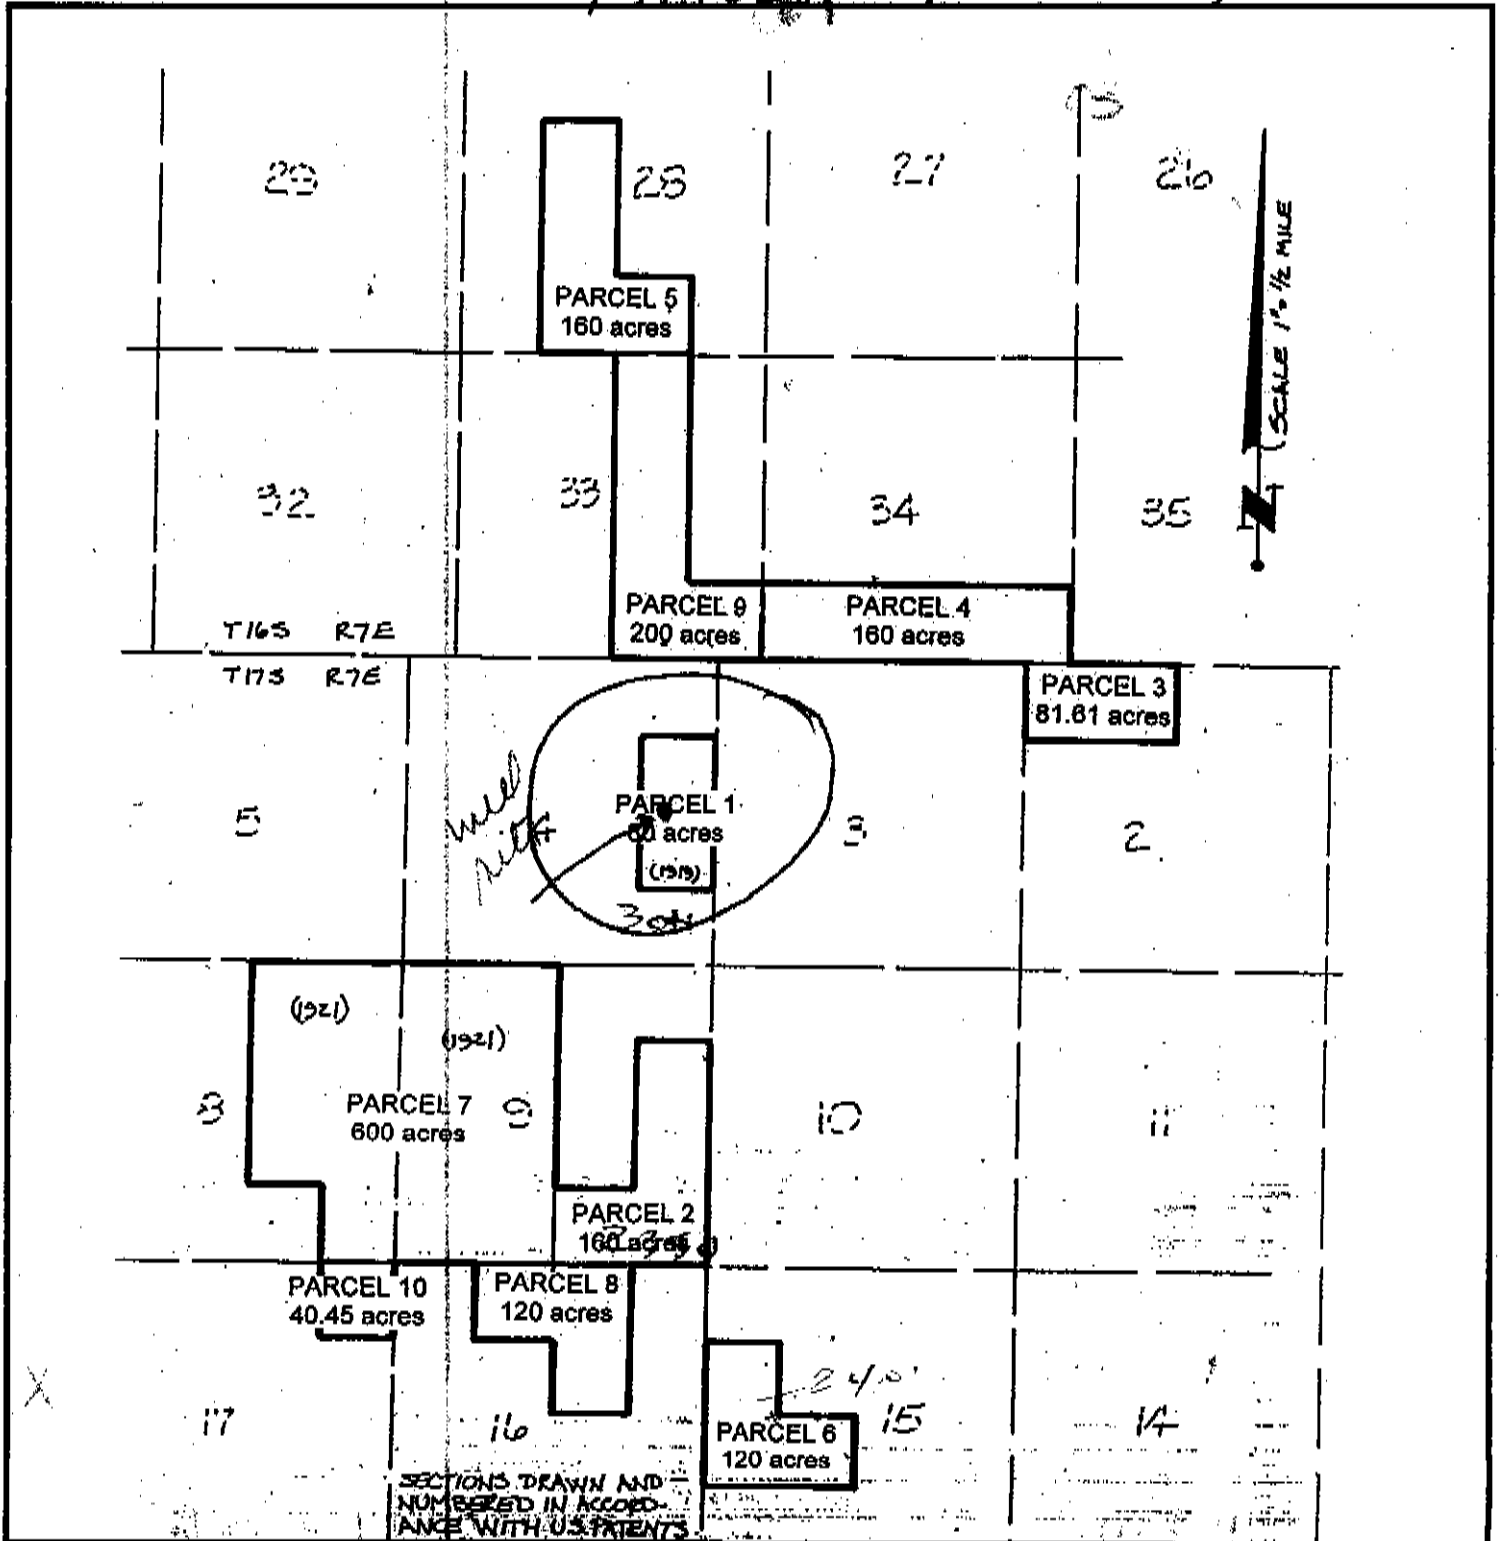 29
28
27
26
(SCALE 1"= 1/2 MILE
PARCEL 5
160 acres
32
33
34
35
N
PARCEL 9
200 acres
PARCEL 4
160 acres
T16S R7E
T17S R7E
PARCEL 3
81.61 acres
5
PARCEL 1
acres
(1919)
4
3
2
(1921)
(1921)
8
PARCEL 7
600 acres
9
10
11
PARCEL 2
160 acres
PARCEL 10
40.45 acres
PARCEL 8
120 acres
X
17
16
PARCEL 6
120 acres
15
14
SECTIONS DRAWN AND
NUMBERED IN ACCORD-
ANCE WITH U.S. PATENTS